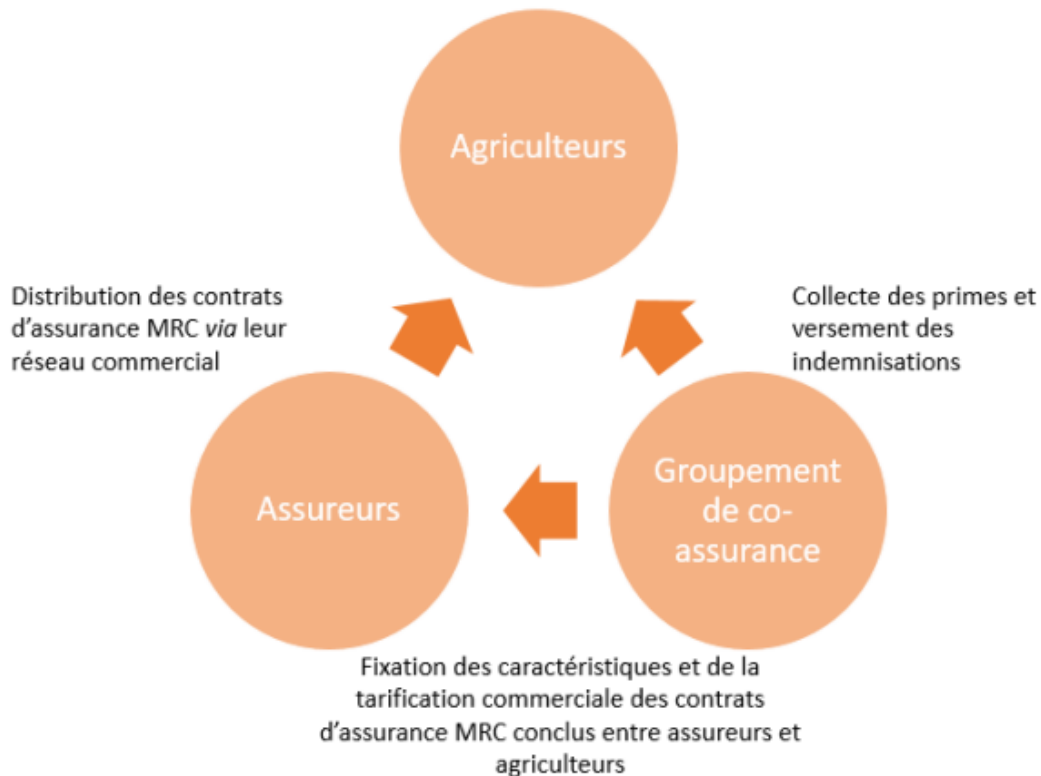 Agriculteurs
Distribution des contrats
d'assurance MRC via leur
réseau commercial
Collecte des primes et
versement des
indemnisations
Assureurs
Groupement
de co-
assurance
Fixation des caractéristiques et de la
tarification commerciale des contrats
d'assurance MRC conclus entre assureurs et
agriculteurs